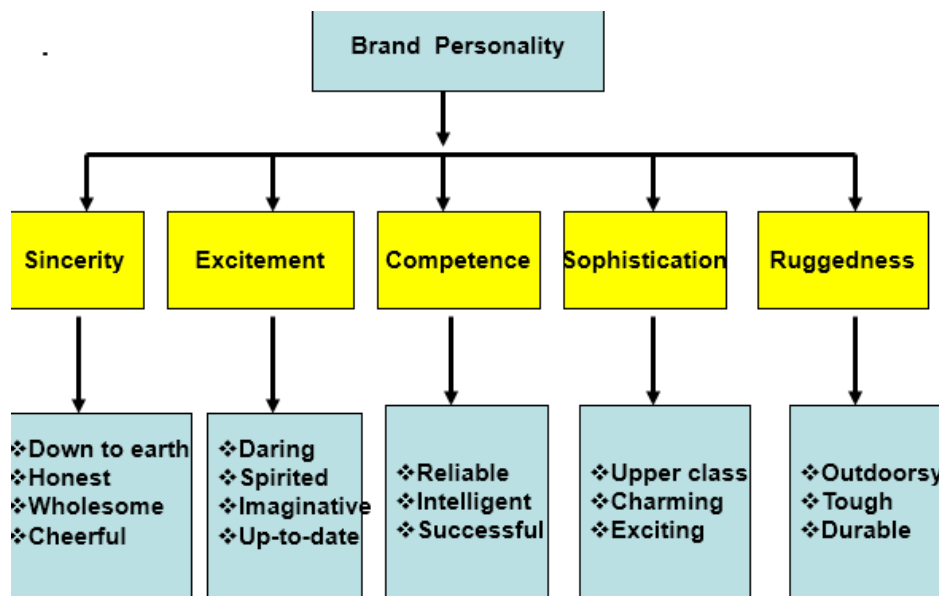 Brand Personality
Sincerity
Excitement
Competence
Sophistication
Ruggedness
❖Down to earth
❖Honest
❖Wholesome
❖Cheerful
❖Daring
❖Spirited
❖Imaginative
❖Up-to-date
❖Reliable
❖Intelligent
❖Successful
❖Upper class
❖Charming
❖Exciting
❖Outdoorsy
❖Tough
❖Durable